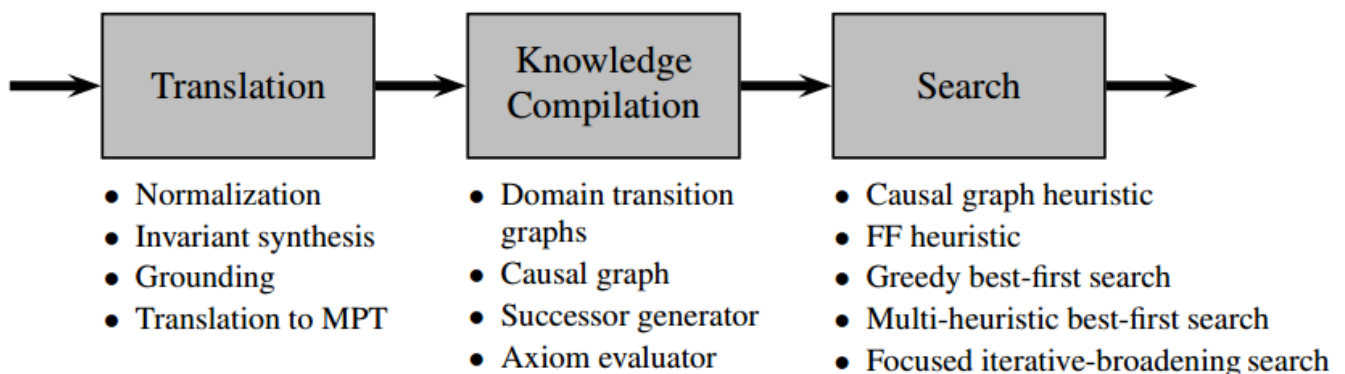 Translation
Knowledge
Compilation
Search
• Normalization
• Invariant synthesis
• Grounding
• Translation to MPT
• Domain transition
graphs
• Causal graph
• Successor generator
• Axiom evaluator
• Causal graph heuristic
• FF heuristic
• Greedy best-first search
• Multi-heuristic best-first search
• Focused iterative-broadening search